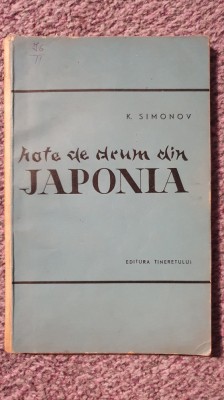 K. SIMONOV
note de drum din
JAPONIA
EDITURA TINERETULUI